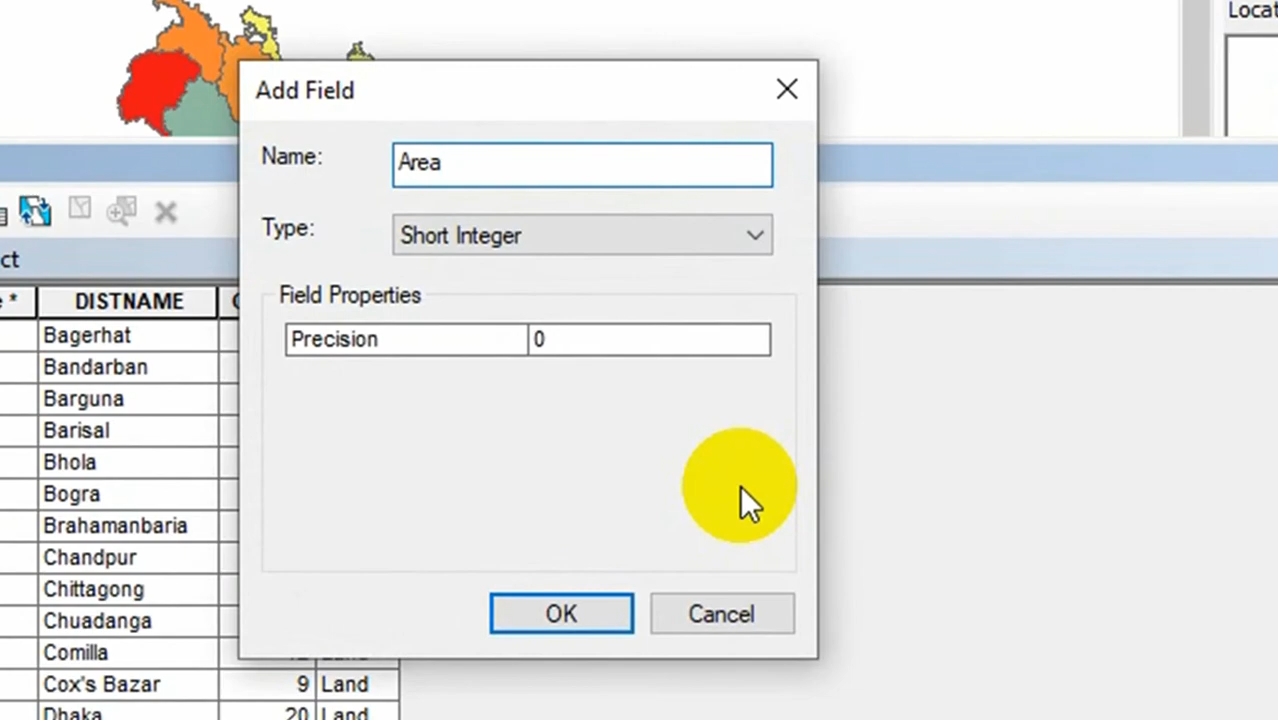 Locat
Add Field
Name:
Area
Type:
Short Integer
ct
Field Properties
e *
DISTNAME
Precision
0
Bagerhat
Bandarban
Barguna
Barisal
Bhola
Bogra
Brahamanbaria
Chandpur
Chittagong
Chuadanga
OK
Cancel
Comilla
Cox's Bazar 9 Land
Dhaka 20 Land